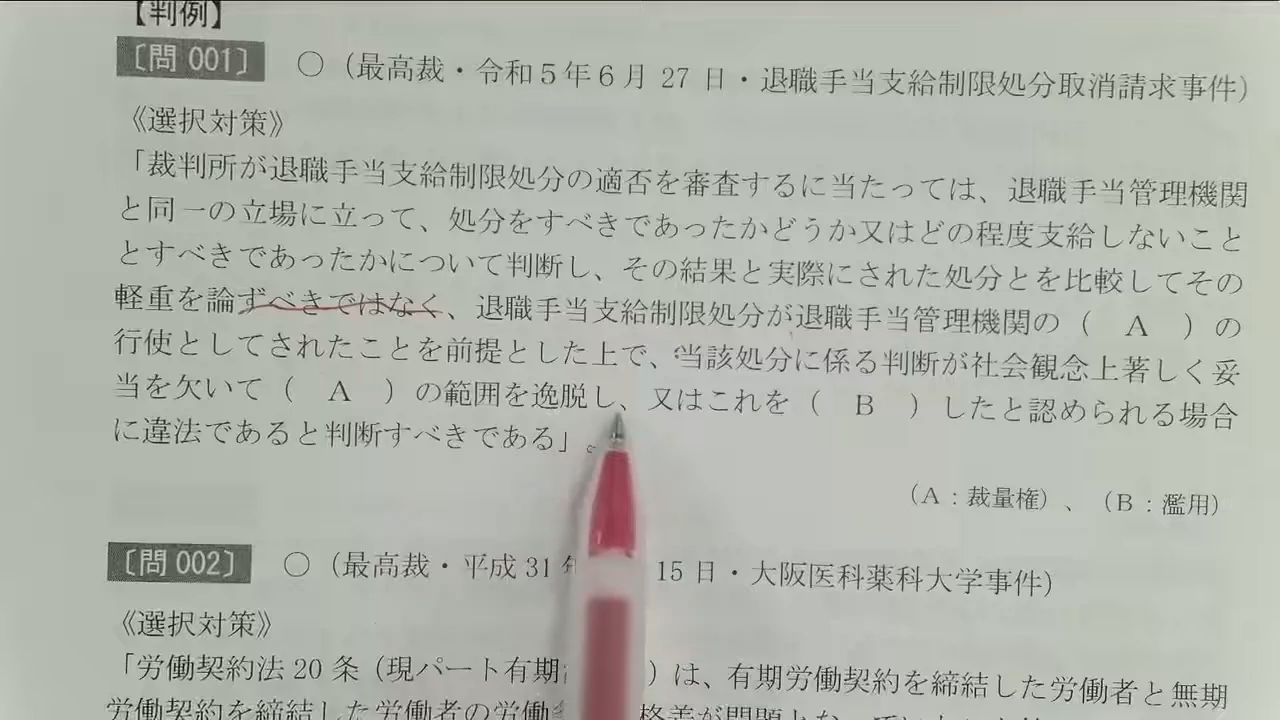 【判例】
〔問 001〕 ○（最高裁・令和５年６月 27 日・退職手当支給制限処分取消請求事件）
《選択対策》
「裁判所が退職手当支給制限処分の適否を審査するに当たっては、退職手当管理機関
と同一の立場に立って、処分をすべきであったかどうか又はどの程度支給しないこと
とすべきであったかについて判断し、その結果と実際にされた処分とを比較してその
軽重を論ずべきではなく、退職手当支給制限処分が退職手当管理機関の（　Ａ　）の
行使としてされたことを前提とした上で、当該処分に係る判断が社会観念上著しく妥
当を欠いて（　Ａ　）の範囲を逸脱し、又はこれを（　Ｂ　）したと認められる場合
に違法であると判断すべきである」。
（Ａ：裁量権）、（Ｂ：濫用）
〔問 002〕 ○（最高裁・平成 31 15 日・大阪医科薬科大学事件）
《選択対策》
「労働契約法 20 条（現パート有期 ）は、有期労働契約を締結した労働者と無期
労働契約を締結した労働者の労働